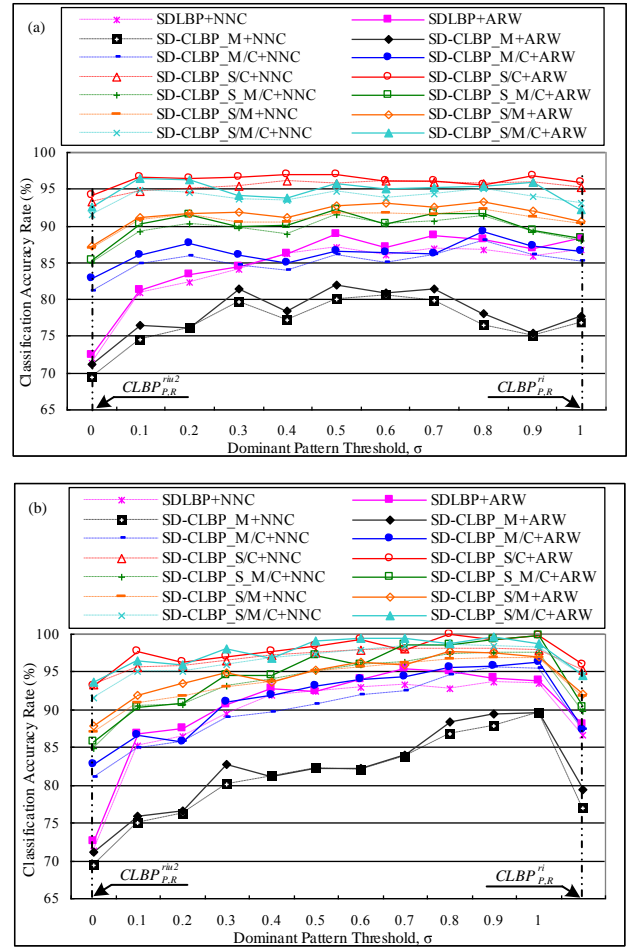 (a)
SDLBP+NNC SDLBP+ARW
SD-CLBP_M+NNC SD-CLBP_M+ARW
SD-CLBP_M/C+NNC SD-CLBP_M/C+ARW
SD-CLBP_S/C+NNC SD-CLBP_S/C+ARW
SD-CLBP_S_M/C+NNC SD-CLBP_S_M/C+ARW
SD-CLBP_S/M+NNC SD-CLBP_S/M+ARW
SD-CLBP_S/M/C+NNC SD-CLBP_S/M/C+ARW
Classification Accuracy Rate (%)
100
95
90
85
80
75
70
65
CLBP^{riu2}_{P,R} CLBP^{ri}_{P,R}
0 0.1 0.2 0.3 0.4 0.5 0.6 0.7 0.8 0.9 1
Dominant Pattern Threshold, σ
(b)
SDLBP+NNC SDLBP+ARW
SD-CLBP_M+NNC SD-CLBP_M+ARW
SD-CLBP_M/C+NNC SD-CLBP_M/C+ARW
SD-CLBP_S/C+NNC SD-CLBP_S/C+ARW
SD-CLBP_S_M/C+NNC SD-CLBP_S_M/C+ARW
SD-CLBP_S/M+NNC SD-CLBP_S/M+ARW
SD-CLBP_S/M/C+NNC SD-CLBP_S/M/C+ARW
Classification Accuracy Rate (%)
100
95
90
85
80
75
70
65
CLBP^{riu2}_{P,R} CLBP^{ri}_{P,R}
0 0.1 0.2 0.3 0.4 0.5 0.6 0.7 0.8 0.9 1
Dominant Pattern Threshold, σ